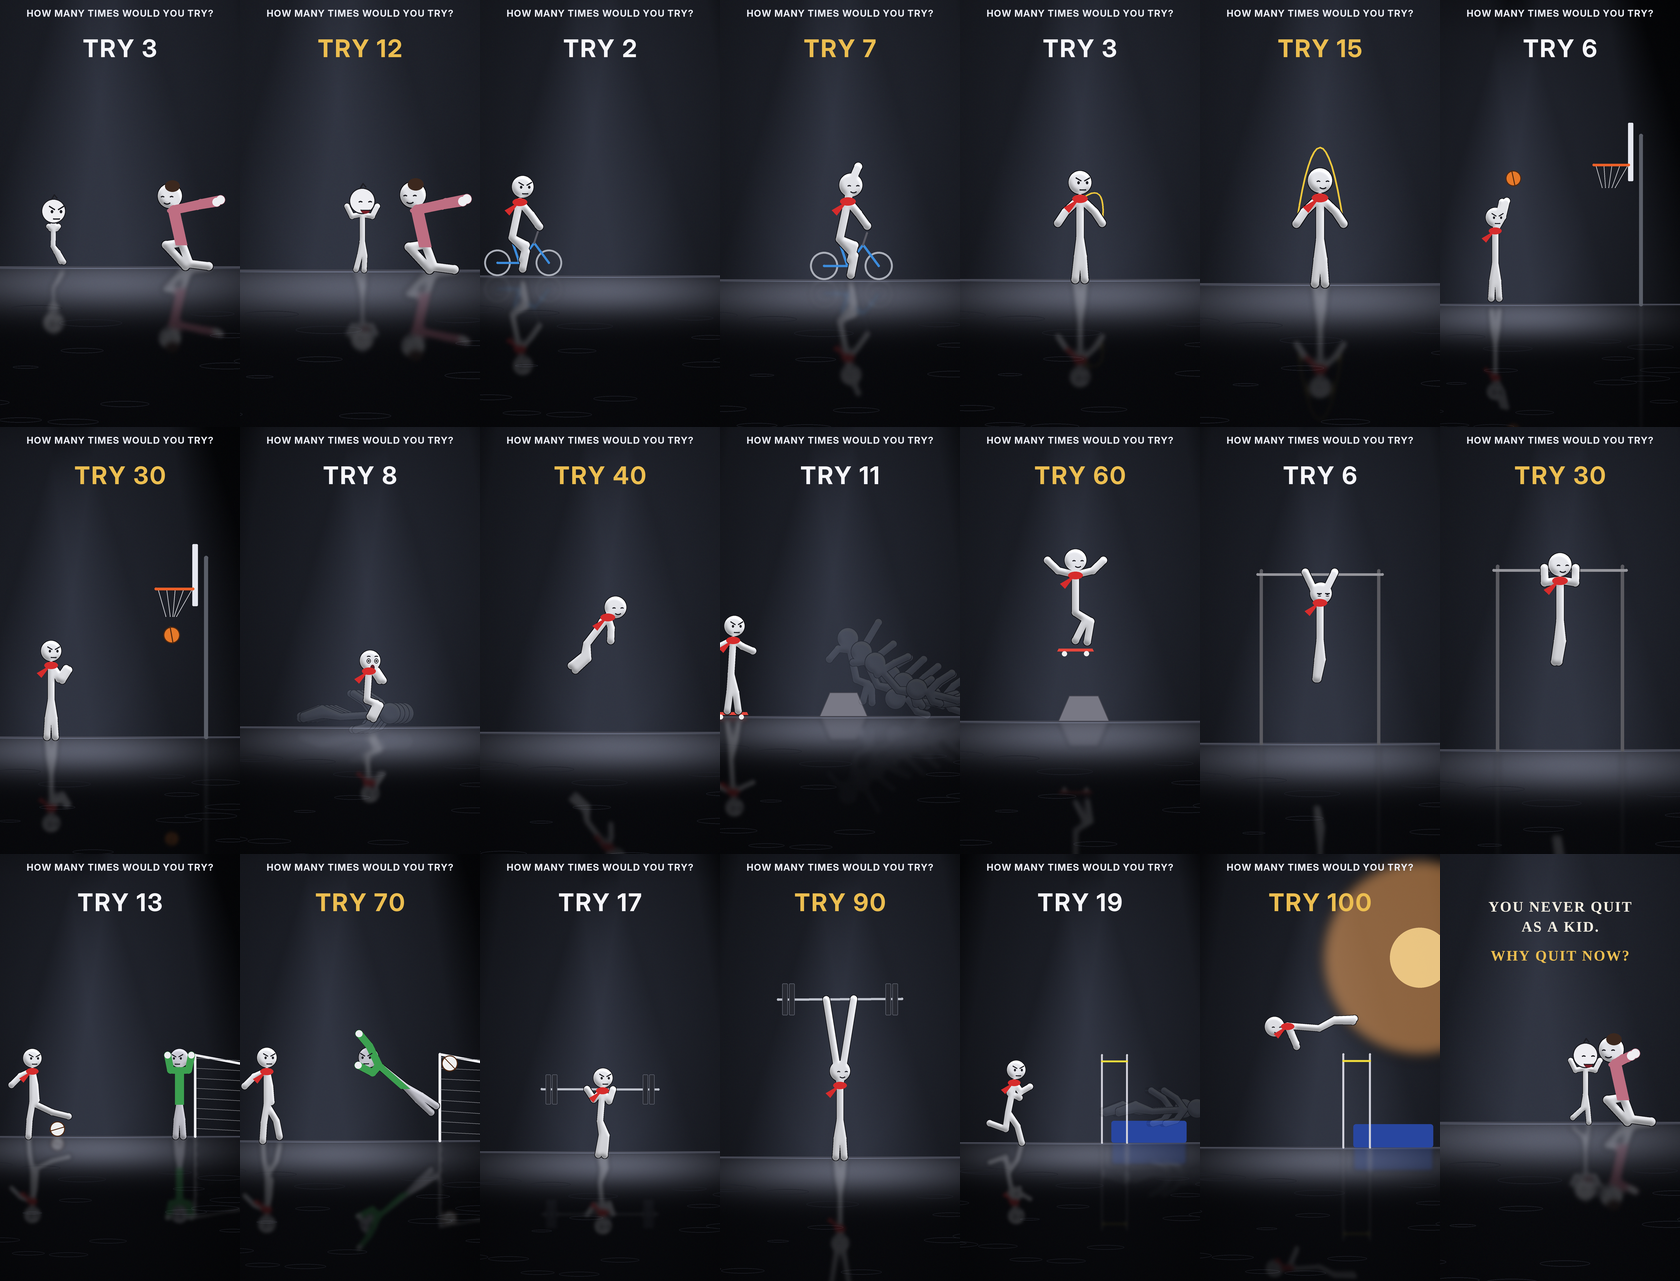 HOW MANY TIMES WOULD YOU TRY?
TRY 3
HOW MANY TIMES WOULD YOU TRY?
TRY 12
HOW MANY TIMES WOULD YOU TRY?
TRY 2
HOW MANY TIMES WOULD YOU TRY?
TRY 7
HOW MANY TIMES WOULD YOU TRY?
TRY 3
HOW MANY TIMES WOULD YOU TRY?
TRY 15
HOW MANY TIMES WOULD YOU TRY?
TRY 6
HOW MANY TIMES WOULD YOU TRY?
TRY 30
HOW MANY TIMES WOULD YOU TRY?
TRY 8
HOW MANY TIMES WOULD YOU TRY?
TRY 40
HOW MANY TIMES WOULD YOU TRY?
TRY 11
HOW MANY TIMES WOULD YOU TRY?
TRY 60
HOW MANY TIMES WOULD YOU TRY?
TRY 6
HOW MANY TIMES WOULD YOU TRY?
TRY 30
HOW MANY TIMES WOULD YOU TRY?
TRY 13
HOW MANY TIMES WOULD YOU TRY?
TRY 70
HOW MANY TIMES WOULD YOU TRY?
TRY 17
HOW MANY TIMES WOULD YOU TRY?
TRY 90
HOW MANY TIMES WOULD YOU TRY?
TRY 19
HOW MANY TIMES WOULD YOU TRY?
TRY 100
YOU NEVER QUIT
AS A KID.
WHY QUIT NOW?